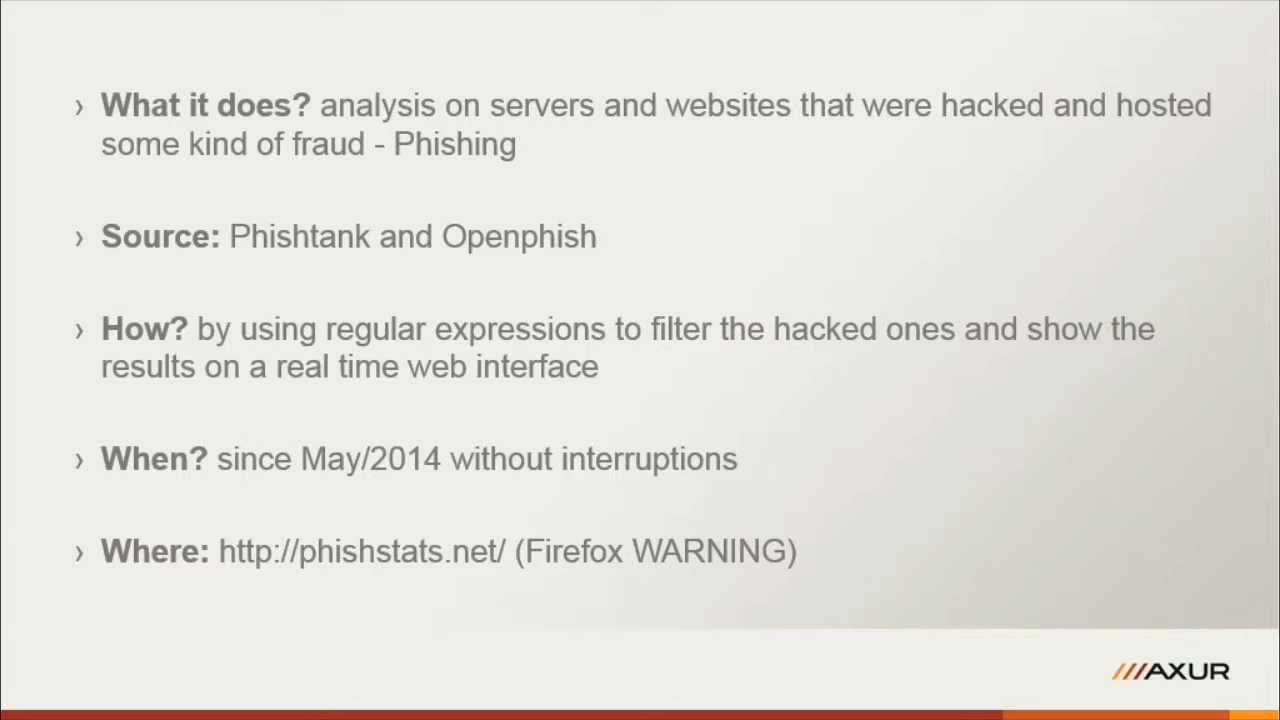 › What it does? analysis on servers and websites that were hacked and hosted
some kind of fraud - Phishing
› Source: Phishtank and Openphish
› How? by using regular expressions to filter the hacked ones and show the
results on a real time web interface
› When? since May/2014 without interruptions
› Where: http://phishstats.net/ (Firefox WARNING)
///AXUR